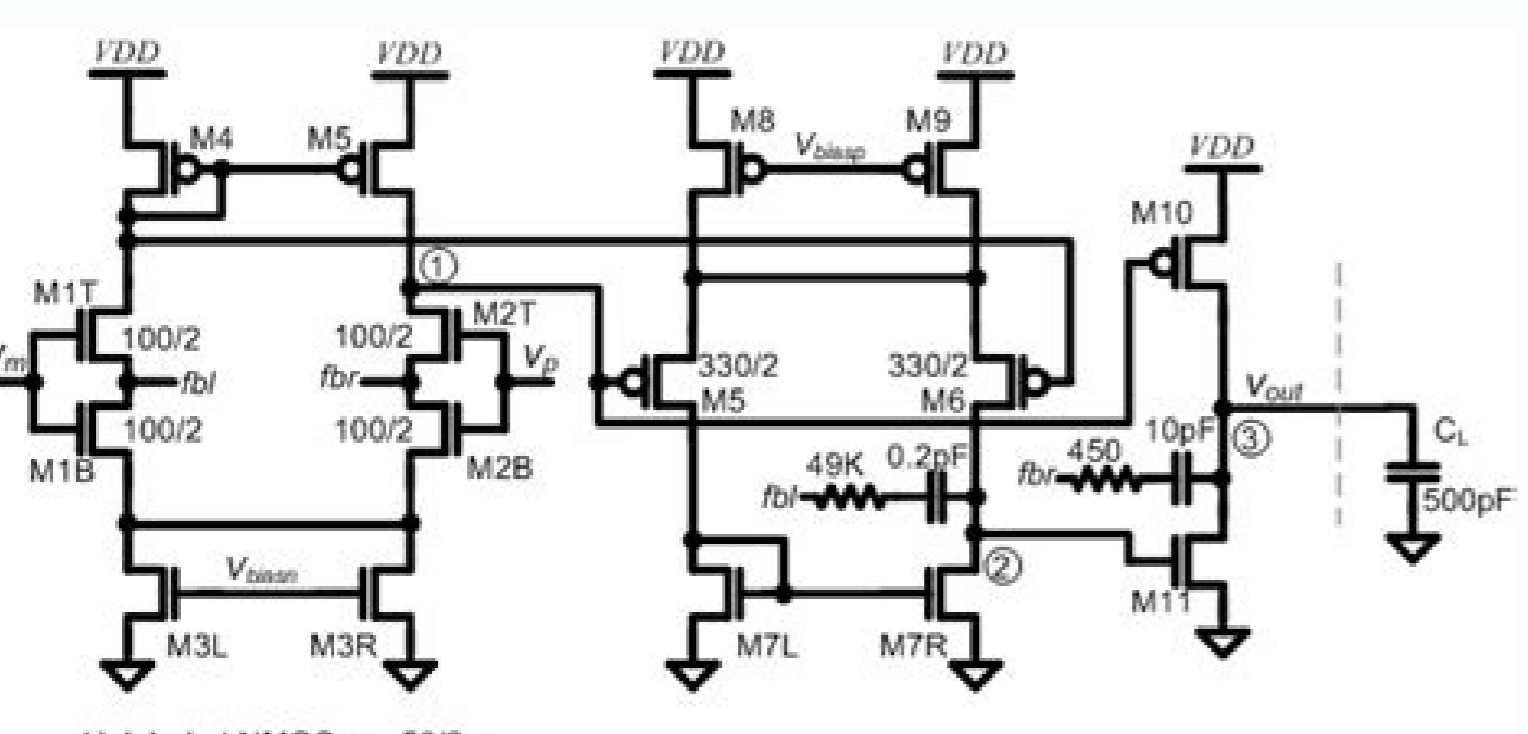 VDD
VDD
VDD
VDD
M4
M5
M8
Vbiasp
M9
VDD
M10
①
M1T
100/2
100/2
M2T
fbl
fbr
Vp
330/2
M5
330/2
M6
Vout
100/2
100/2
M1B
M2B
49K
0.2pF
fbl
10pF
450
fbr
③
CL
500pF
Vbiasn
②
M11
M3L
M3R
M7L
M7R